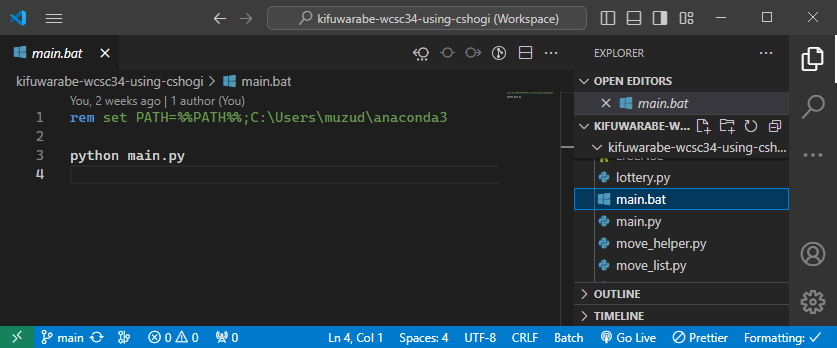 kifuwarabe-wcsc34-using-cshogi (Workspace)
main.bat
kifuwarabe-wcsc34-using-cshogi > main.bat
You, 2 weeks ago | 1 author (You)
1 rem set PATH=%%PATH%%;C:\Users\muzud\anaconda3
2
3 python main.py
4
EXPLORER
OPEN EDITORS
main.bat
KIFUWARABE-W...
kifuwarabe-wcsc34-using-csh...
LICENSE
lottery.py
main.bat
main.py
move_helper.py
move_list.py
OUTLINE
TIMELINE
main
0 0
0
Ln 4, Col 1
Spaces: 4
UTF-8
CRLF
Batch
Go Live
Prettier
Formatting: ✓